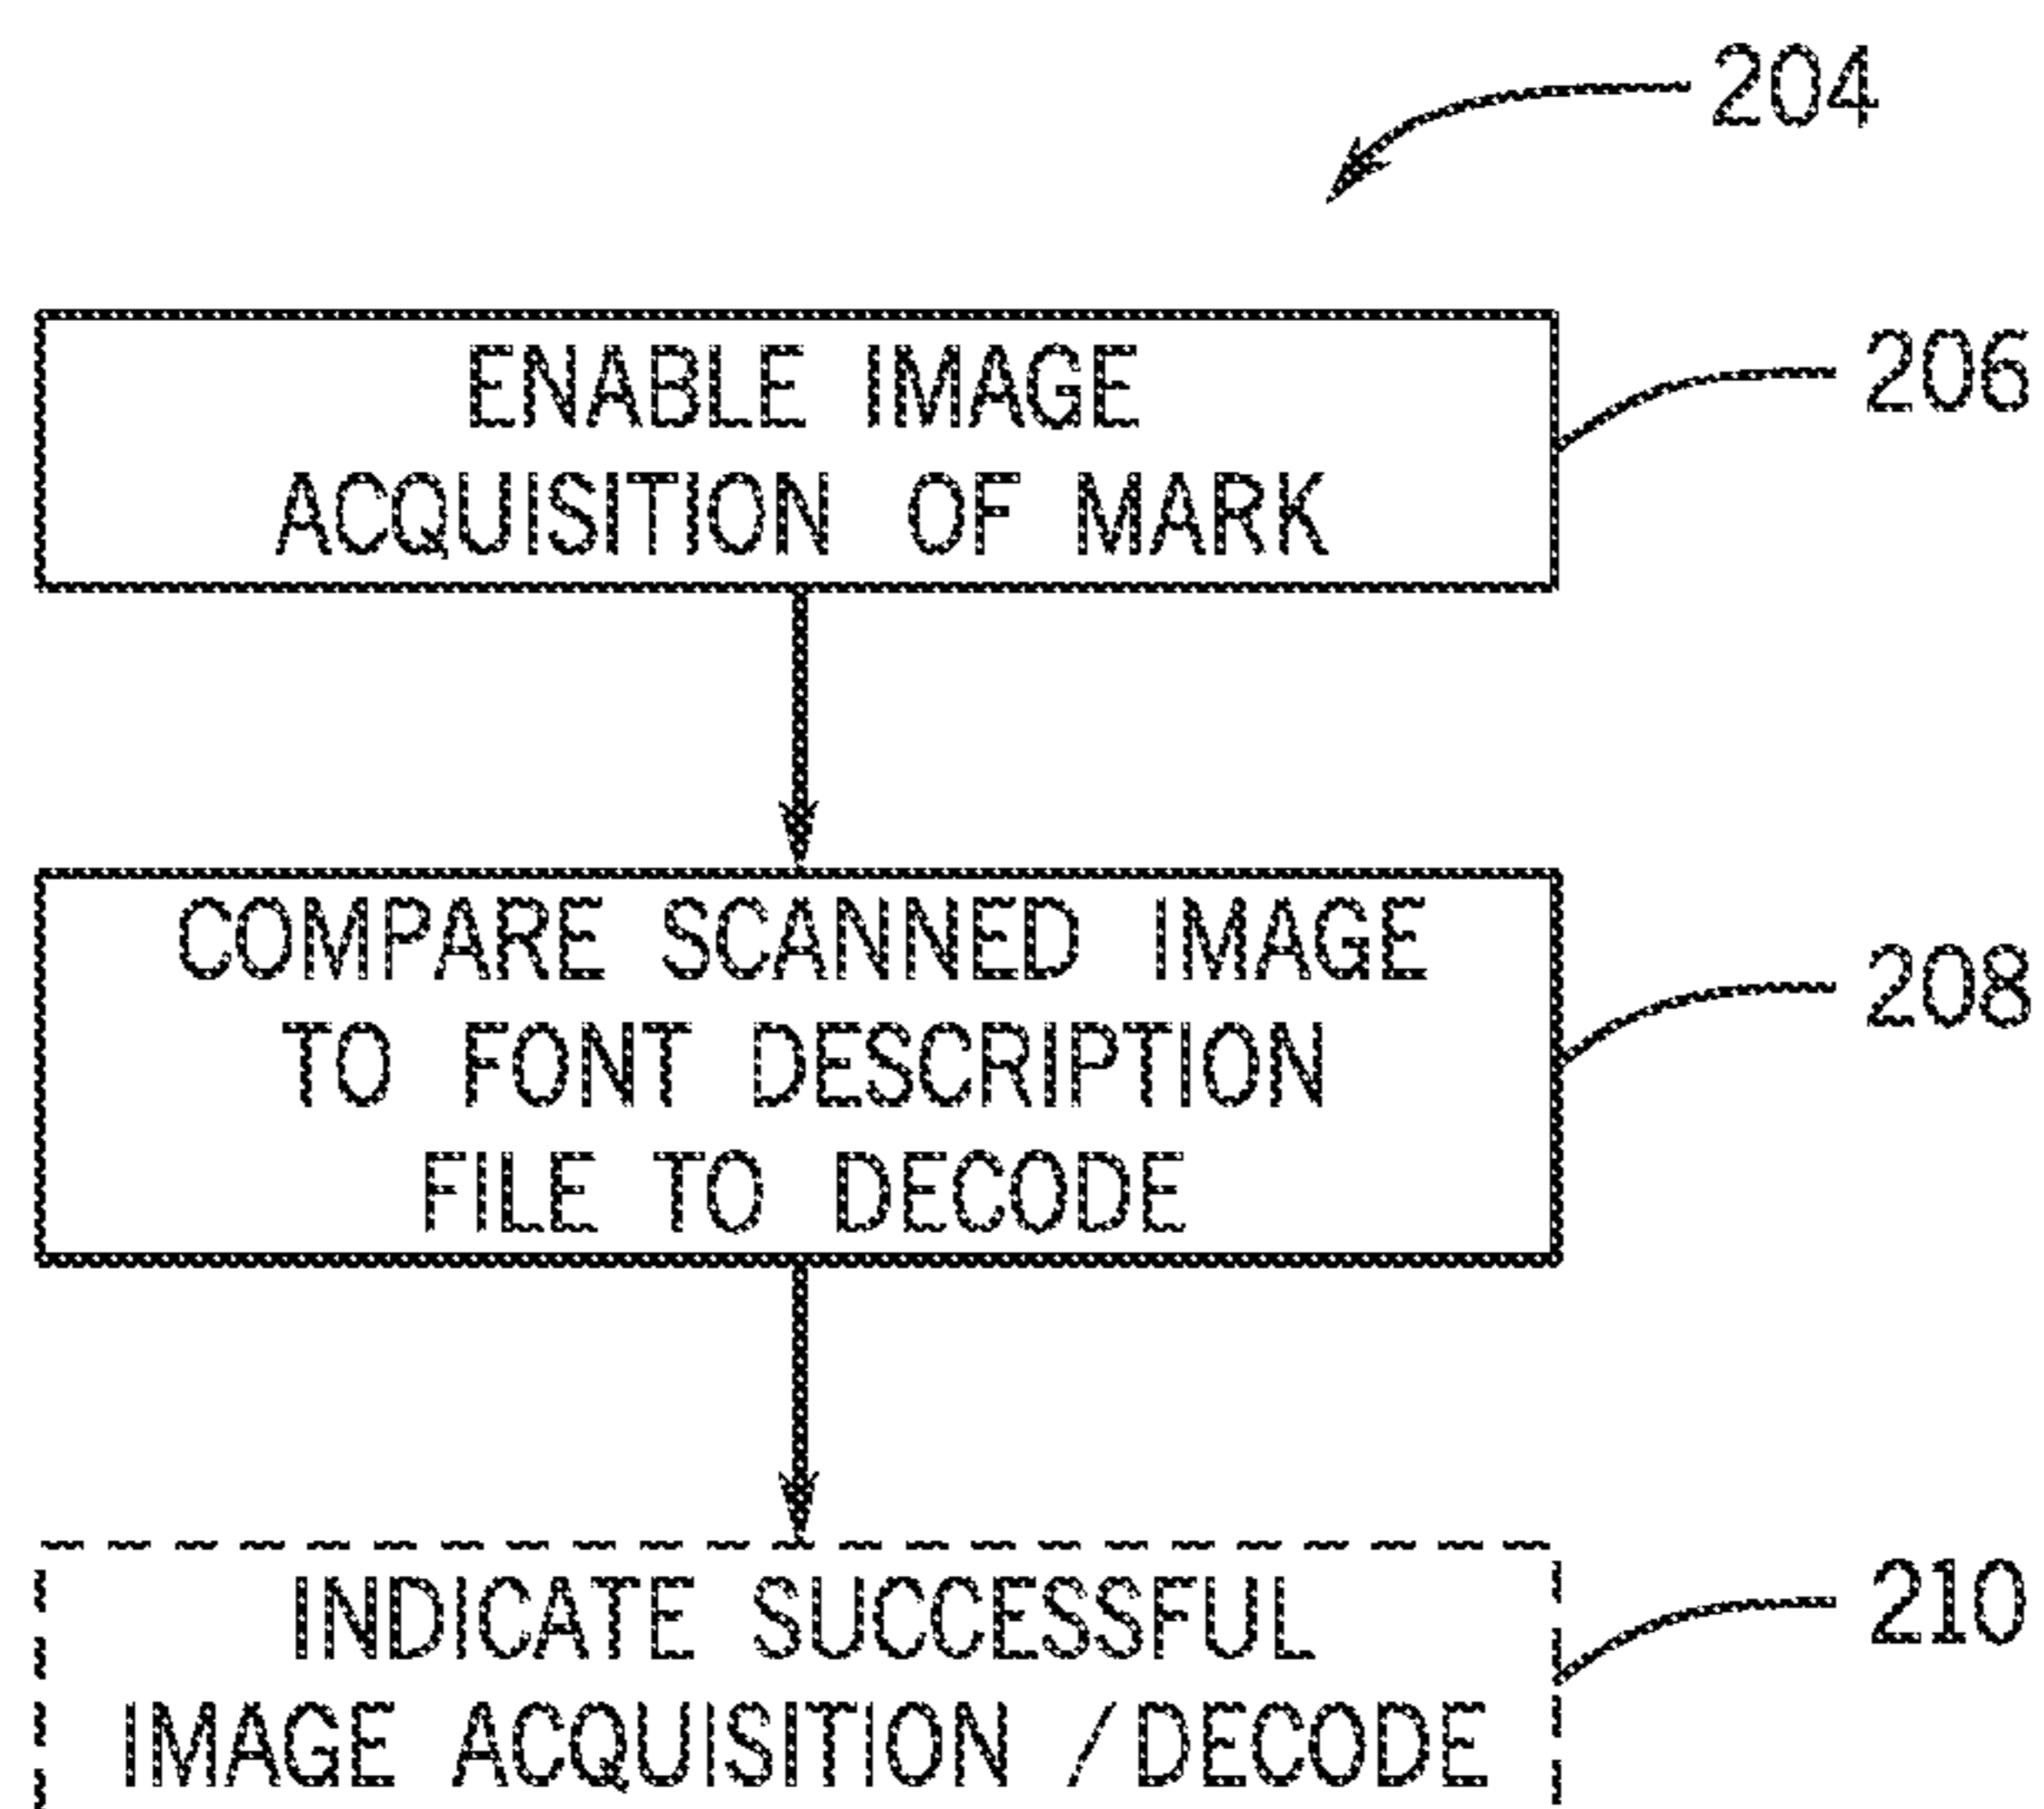 204
ENABLE IMAGE
ACQUISITION OF MARK
206
COMPARE SCANNED IMAGE
TO FONT DESCRIPTION
FILE TO DECODE
208
INDICATE SUCCESSFUL
IMAGE ACQUISITION /DECODE
210